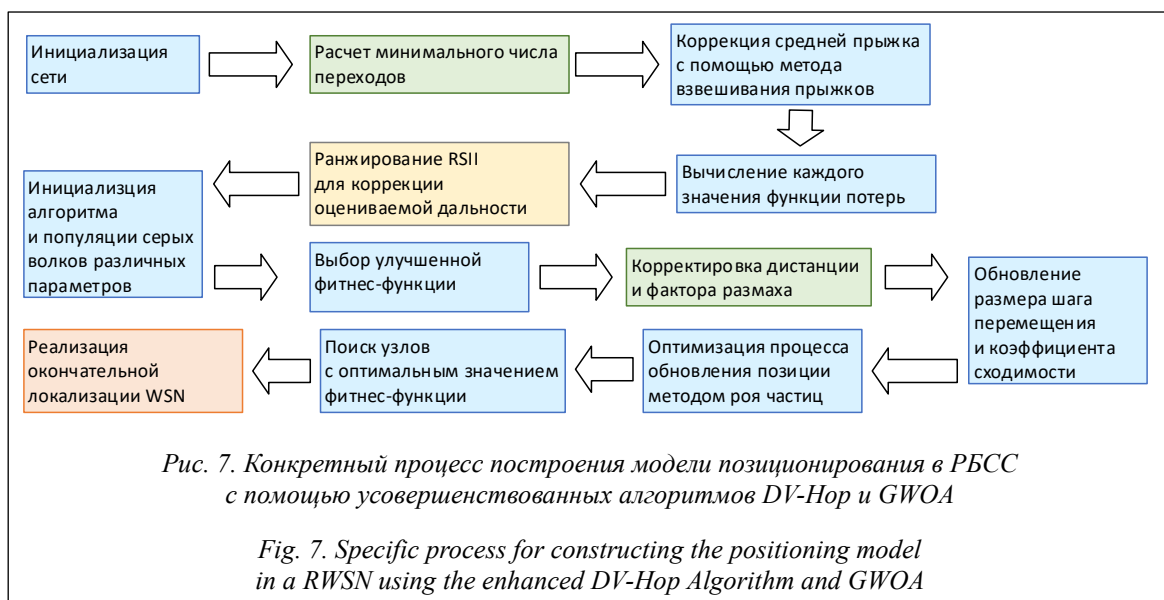 Инициализация
сети
Расчет минимального числа
переходов
Коррекция средней прыжка
с помощью метода
взвешивания прыжков
Вычисление каждого
значения функции потерь
Ранжирование RSII
для коррекции
оцениваемой дальности
Инициализция
алгоритма
и популяции серых
волков различных
параметров
Выбор улучшенной
фитнес-функции
Корректировка дистанции
и фактора размаха
Обновление
размера шага
перемещения
и коэффициента
сходимости
Оптимизация процесса
обновления позиции
методом роя частиц
Поиск узлов
с оптимальным значением
фитнес-функции
Реализация
окончательной
локализации WSN
Рис. 7. Конкретный процесс построения модели позиционирования в РБСС
с помощью усовершенствованных алгоритмов DV-Hop и GWOA
Fig. 7. Specific process for constructing the positioning model
in a RWSN using the enhanced DV-Hop Algorithm and GWOA